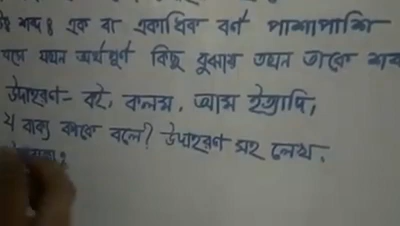 শব্দ ঃ এক বা একাধিক বর্ণ পাশাপাশি
বসে যখন অর্থপূর্ণ কিছু বুঝায় তখন তাকে শব্দ
উদাহরণ- বই, কলম, আম ইত্যাদি,
বাক্য কাকে বলে? উদাহরণ সহ লেখ.